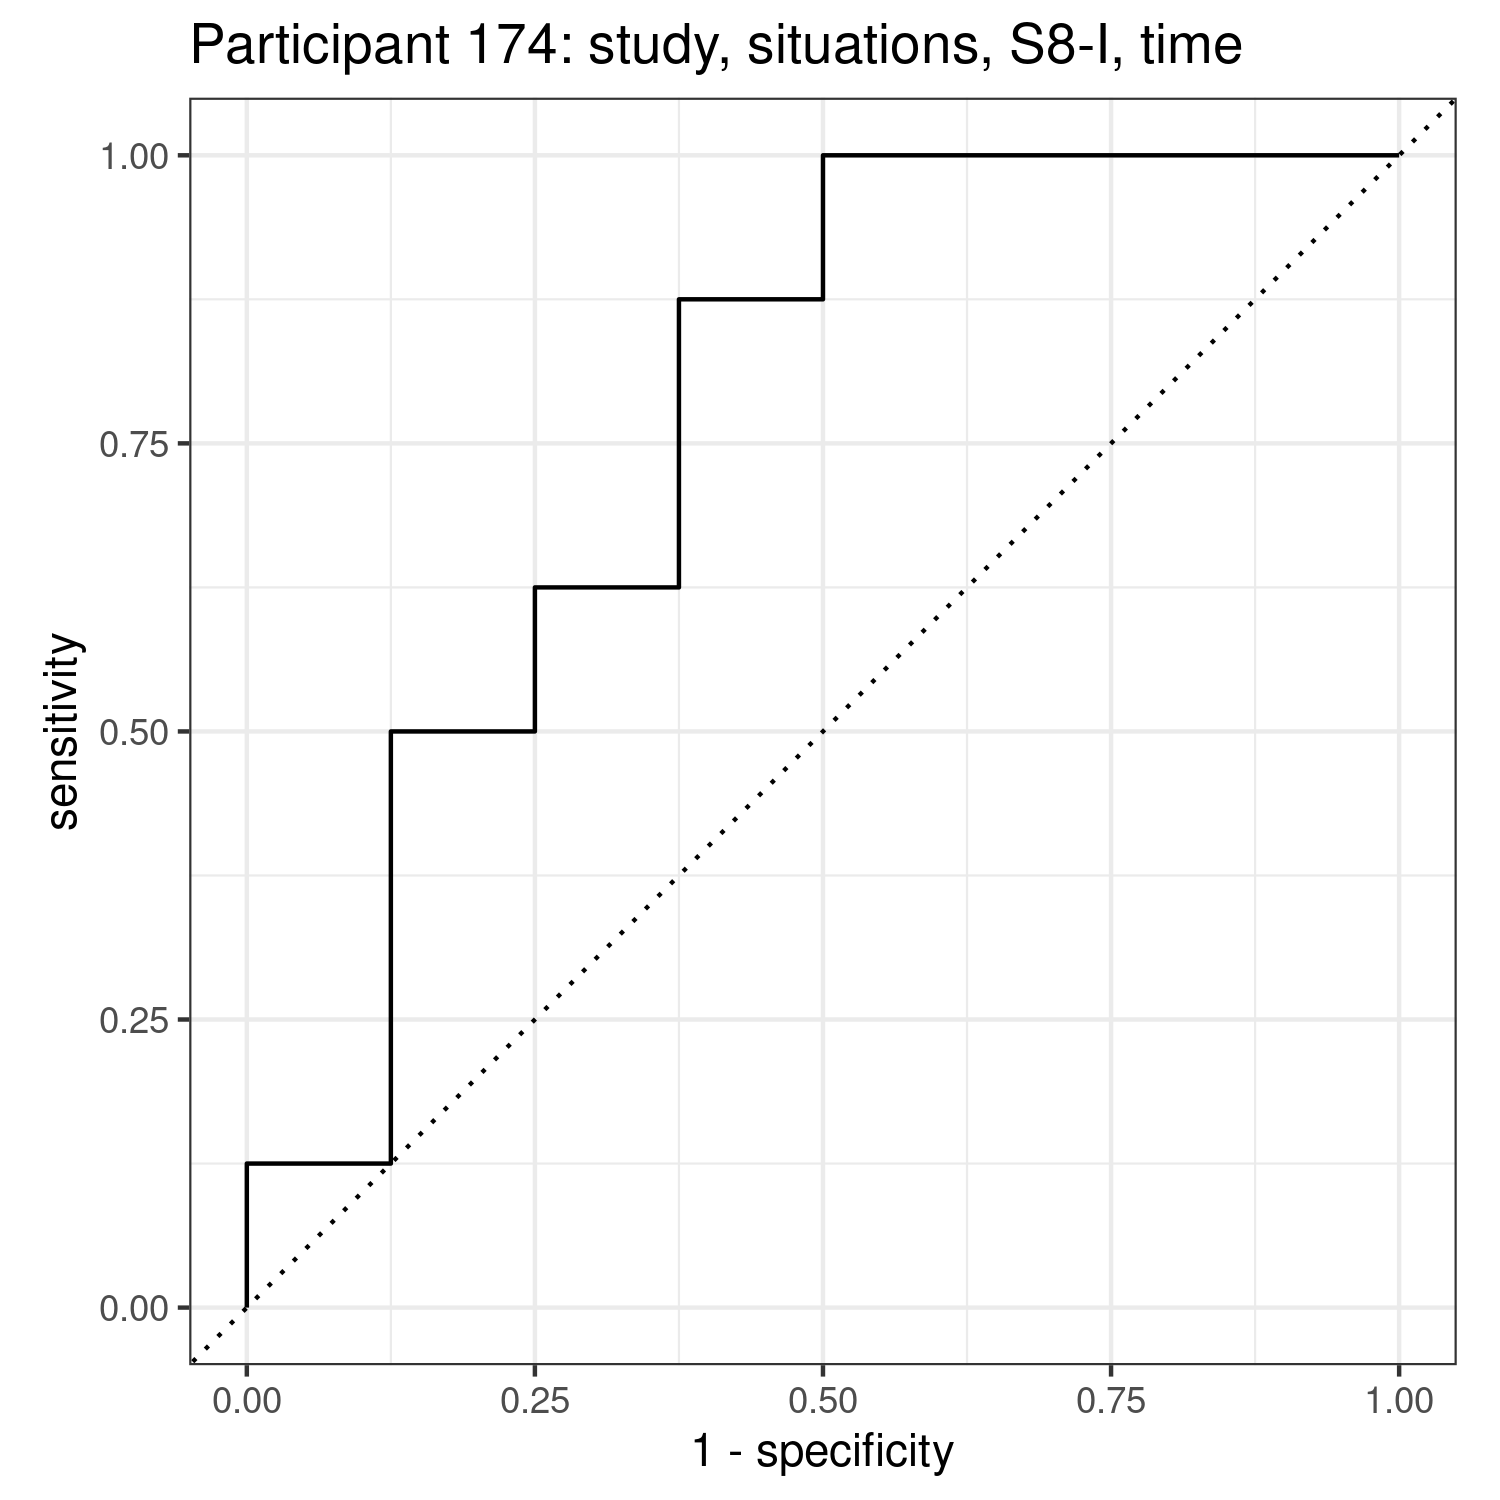 Participant 174: study, situations, S8-I, time
1.00
0.75
0.50
0.25
0.00
sensitivity
0.00 0.25 0.50 0.75 1.00
1 - specificity